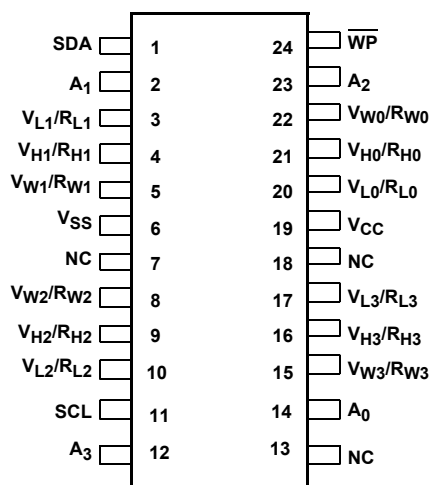 SDA 1 24 W̅P̅
A1 2 23 A2
VL1/RL1 3 22 VW0/RW0
VH1/RH1 4 21 VH0/RH0
VW1/RW1 5 20 VL0/RL0
VSS 6 19 VCC
NC 7 18 NC
VW2/RW2 8 17 VL3/RL3
VH2/RH2 9 16 VH3/RH3
VL2/RL2 10 15 VW3/RW3
SCL 11 14 A0
A3 12 13 NC